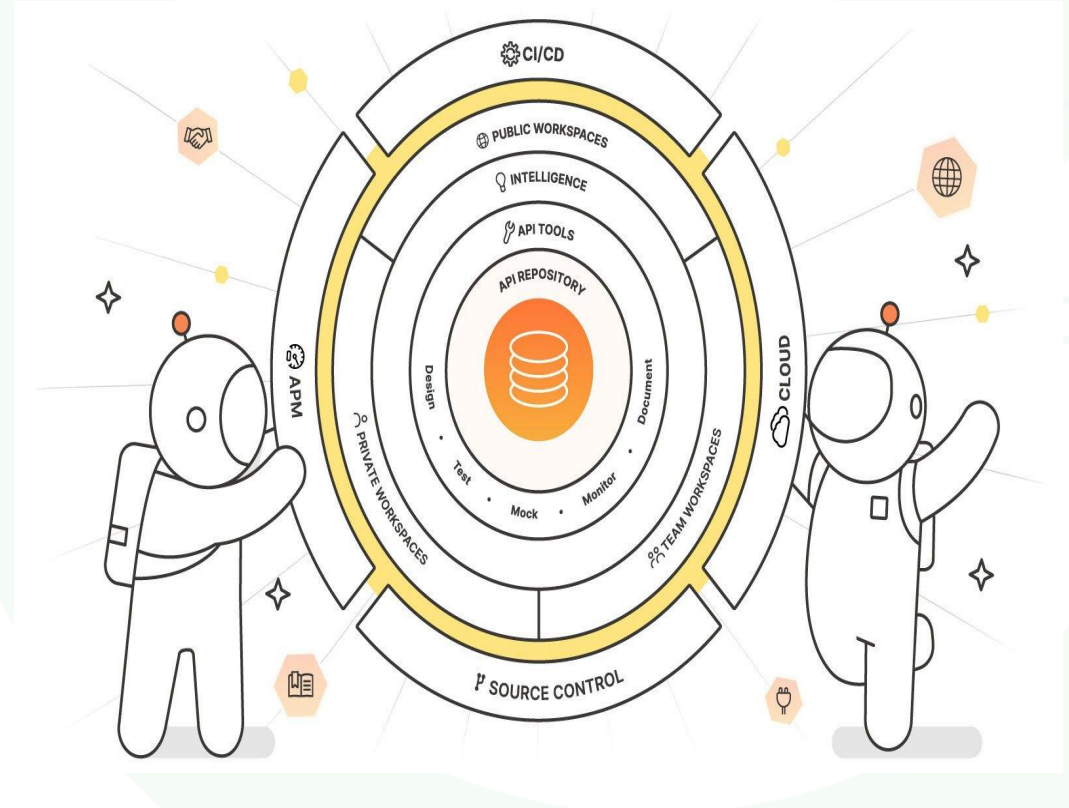 CI/CD
PUBLIC WORKSPACES
INTELLIGENCE
API TOOLS
API REPOSITORY
APM
CLOUD
Design
Test
Mock
Monitor
Document
PRIVATE WORKSPACES
TEAM WORKSPACES
SOURCE CONTROL